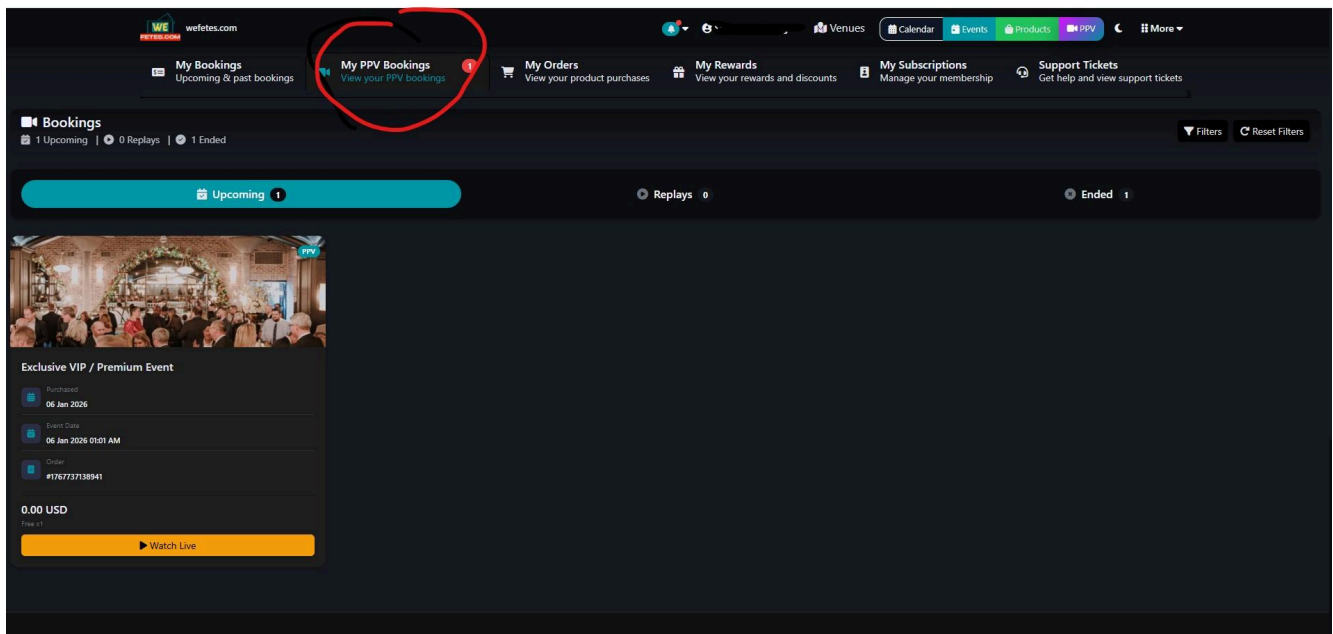 WE
FETES.COM
wefetes.com
Venues
Calendar
Events
Products
PPV
More
My Bookings
Upcoming & past bookings
My PPV Bookings
View your PPV bookings
1
My Orders
View your product purchases
My Rewards
View your rewards and discounts
My Subscriptions
Manage your membership
Support Tickets
Get help and view support tickets
Bookings
1 Upcoming | 0 Replays | 1 Ended
Filters
Reset Filters
Upcoming 1
Replays 0
Ended 1
PPV
Exclusive VIP / Premium Event
Purchased
06 Jan 2026
Event Date
06 Jan 2026 01:01 AM
Order
#1767737138941
0.00 USD
Free x1
Watch Live